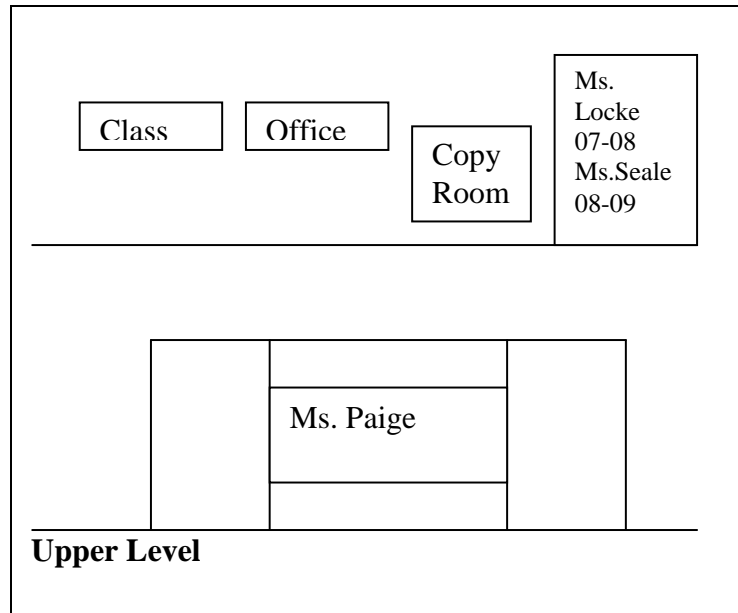 Class
Office
Copy
Room
Ms.
Locke
07-08
Ms.Seale
08-09
Ms. Paige
Upper Level